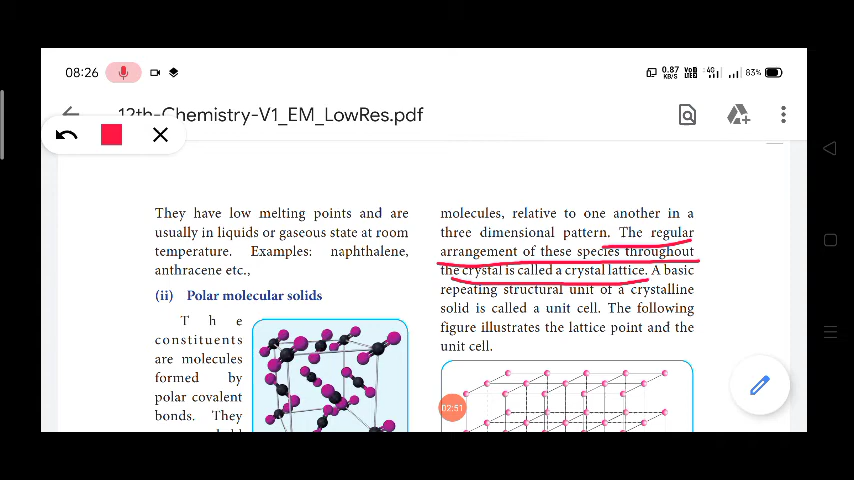 08:26
0.87 KB/S VoB LTED 4G 83%
12th-Chemistry-V1_EM_LowRes.pdf
They have low melting points and are
usually in liquids or gaseous state at room
temperature. Examples: naphthalene,
anthracene etc.,
(ii) Polar molecular solids
The
constituents
are molecules
formed by
polar covalent
bonds. They
molecules, relative to one another in a
three dimensional pattern. The regular
arrangement of these species throughout
the crystal is called a crystal lattice. A basic
repeating structural unit of a crystalline
solid is called a unit cell. The following
figure illustrates the lattice point and the
unit cell.
02:51